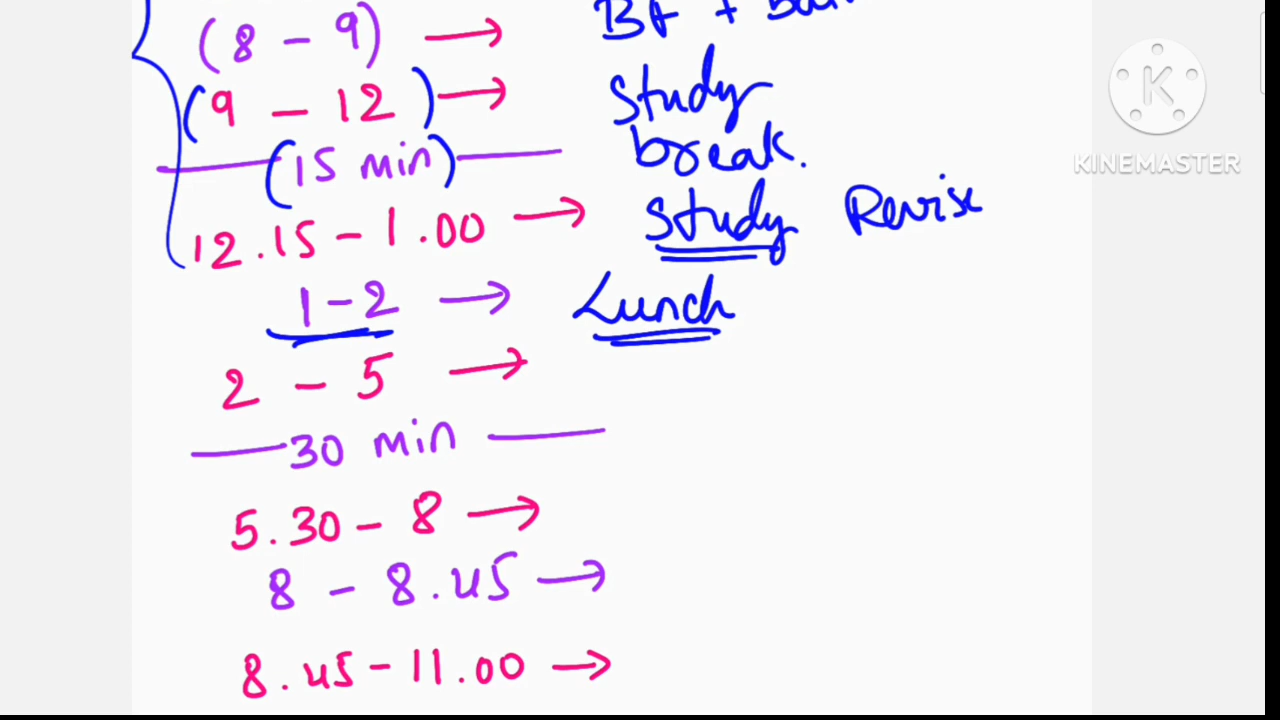 (8 - 9) → Bf +
(9 - 12) → Study
(15 min) break.
12.15 - 1.00 → Study Revise
1-2 → Lunch
2 - 5 →
30 min
5.30 - 8 →
8 - 8.45 →
8.45 - 11.00 →
K
KINEMASTER